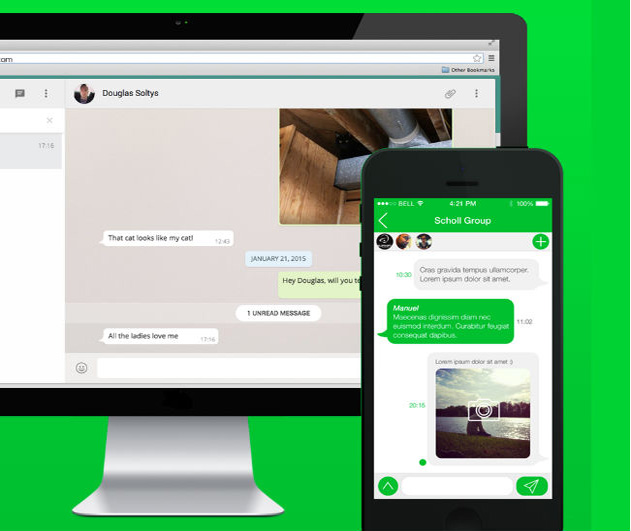 com
Other Bookmarks
Douglas Soltys
17:16
That cat looks like my cat!
12:43
JANUARY 21, 2015
Hey Douglas, will you te
1 UNREAD MESSAGE
All the ladies love me
17:16
BELL
4:21 PM
100%
Scholl Group
10:30
Cras gravida tempus ullamcorper.
Lorem ipsum dolor sit amet.
Manuel
Maecenas dignissim diam nec
euismod interdum. Curabitur feugiat
consequat dapibus.
11:02
Lorem ipsum dolor sit amet :)
20:15